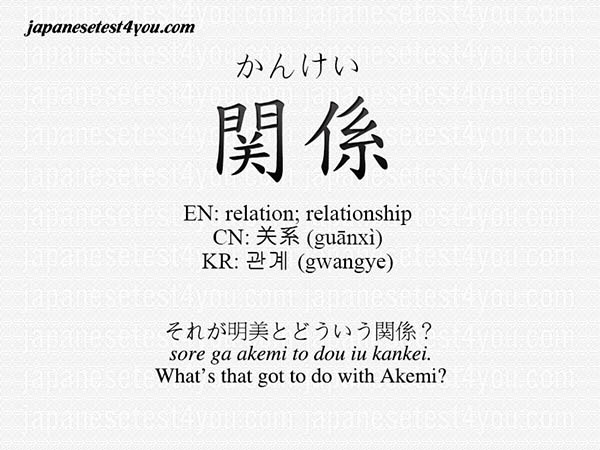 japanesetest4you.com
かんけい
関係
EN: relation; relationship
CN: 关系 (guānxì)
KR: 관계 (gwangye)
それが明美とどういう関係？
sore ga akemi to dou iu kankei.
What’s that got to do with Akemi?